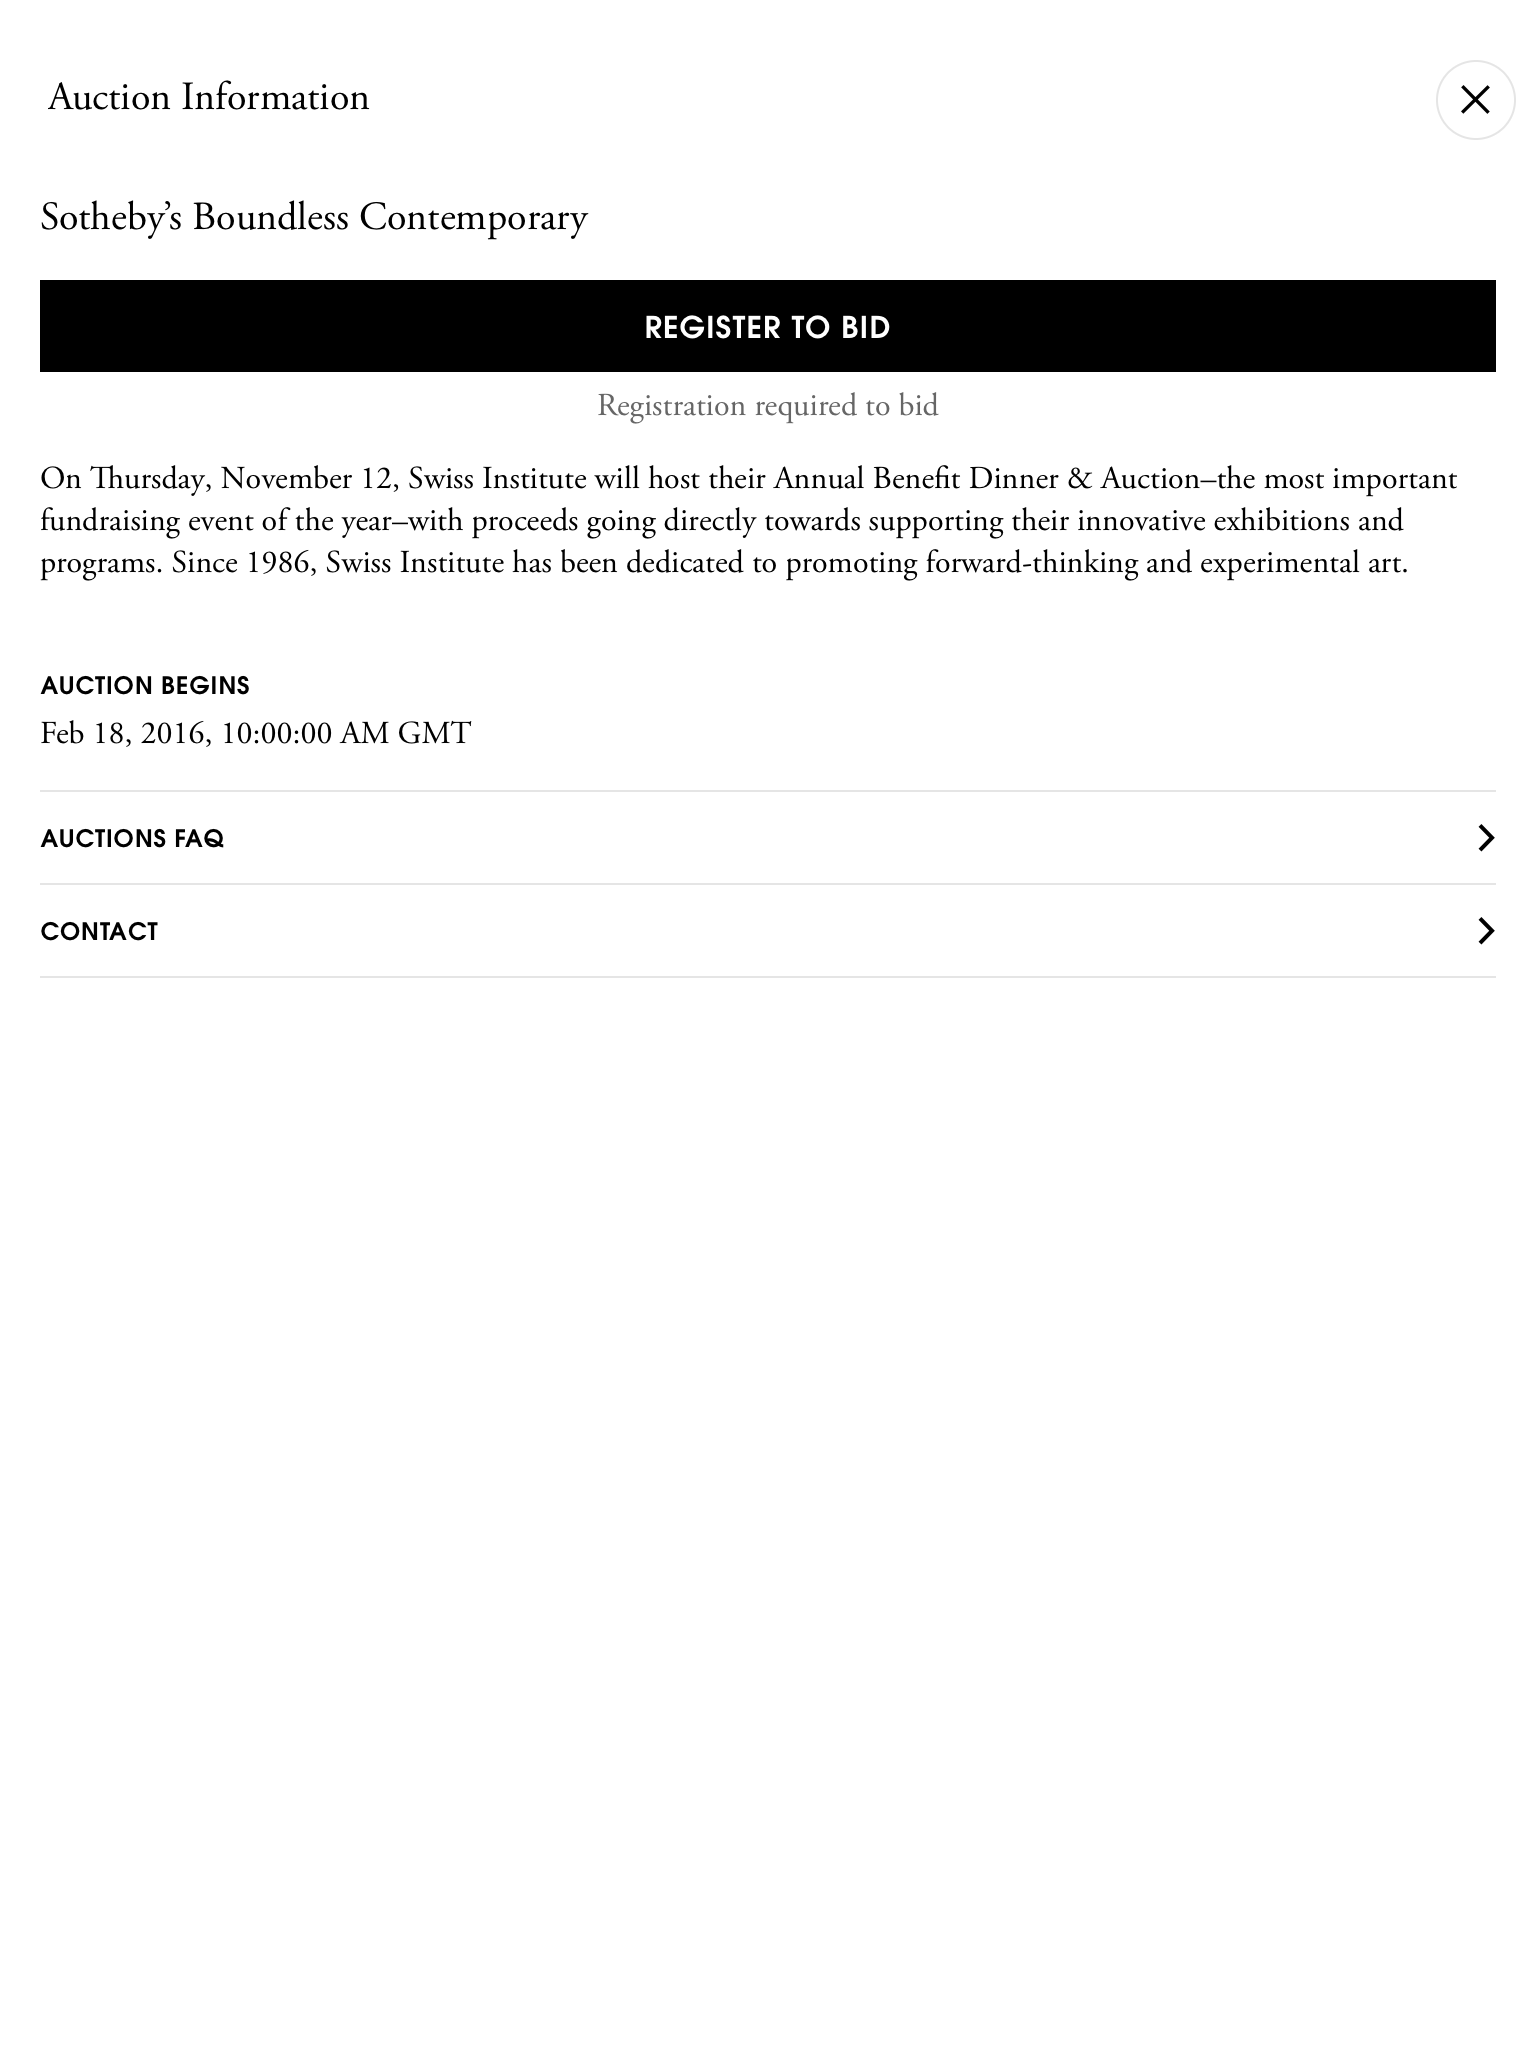 Auction Information
Sotheby’s Boundless Contemporary
REGISTER TO BID
Registration required to bid
On Thursday, November 12, Swiss Institute will host their Annual Benefit Dinner & Auction–the most important
fundraising event of the year–with proceeds going directly towards supporting their innovative exhibitions and
programs. Since 1986, Swiss Institute has been dedicated to promoting forward-thinking and experimental art.
AUCTION BEGINS
Feb 18, 2016, 10:00:00 AM GMT
AUCTIONS FAQ
CONTACT